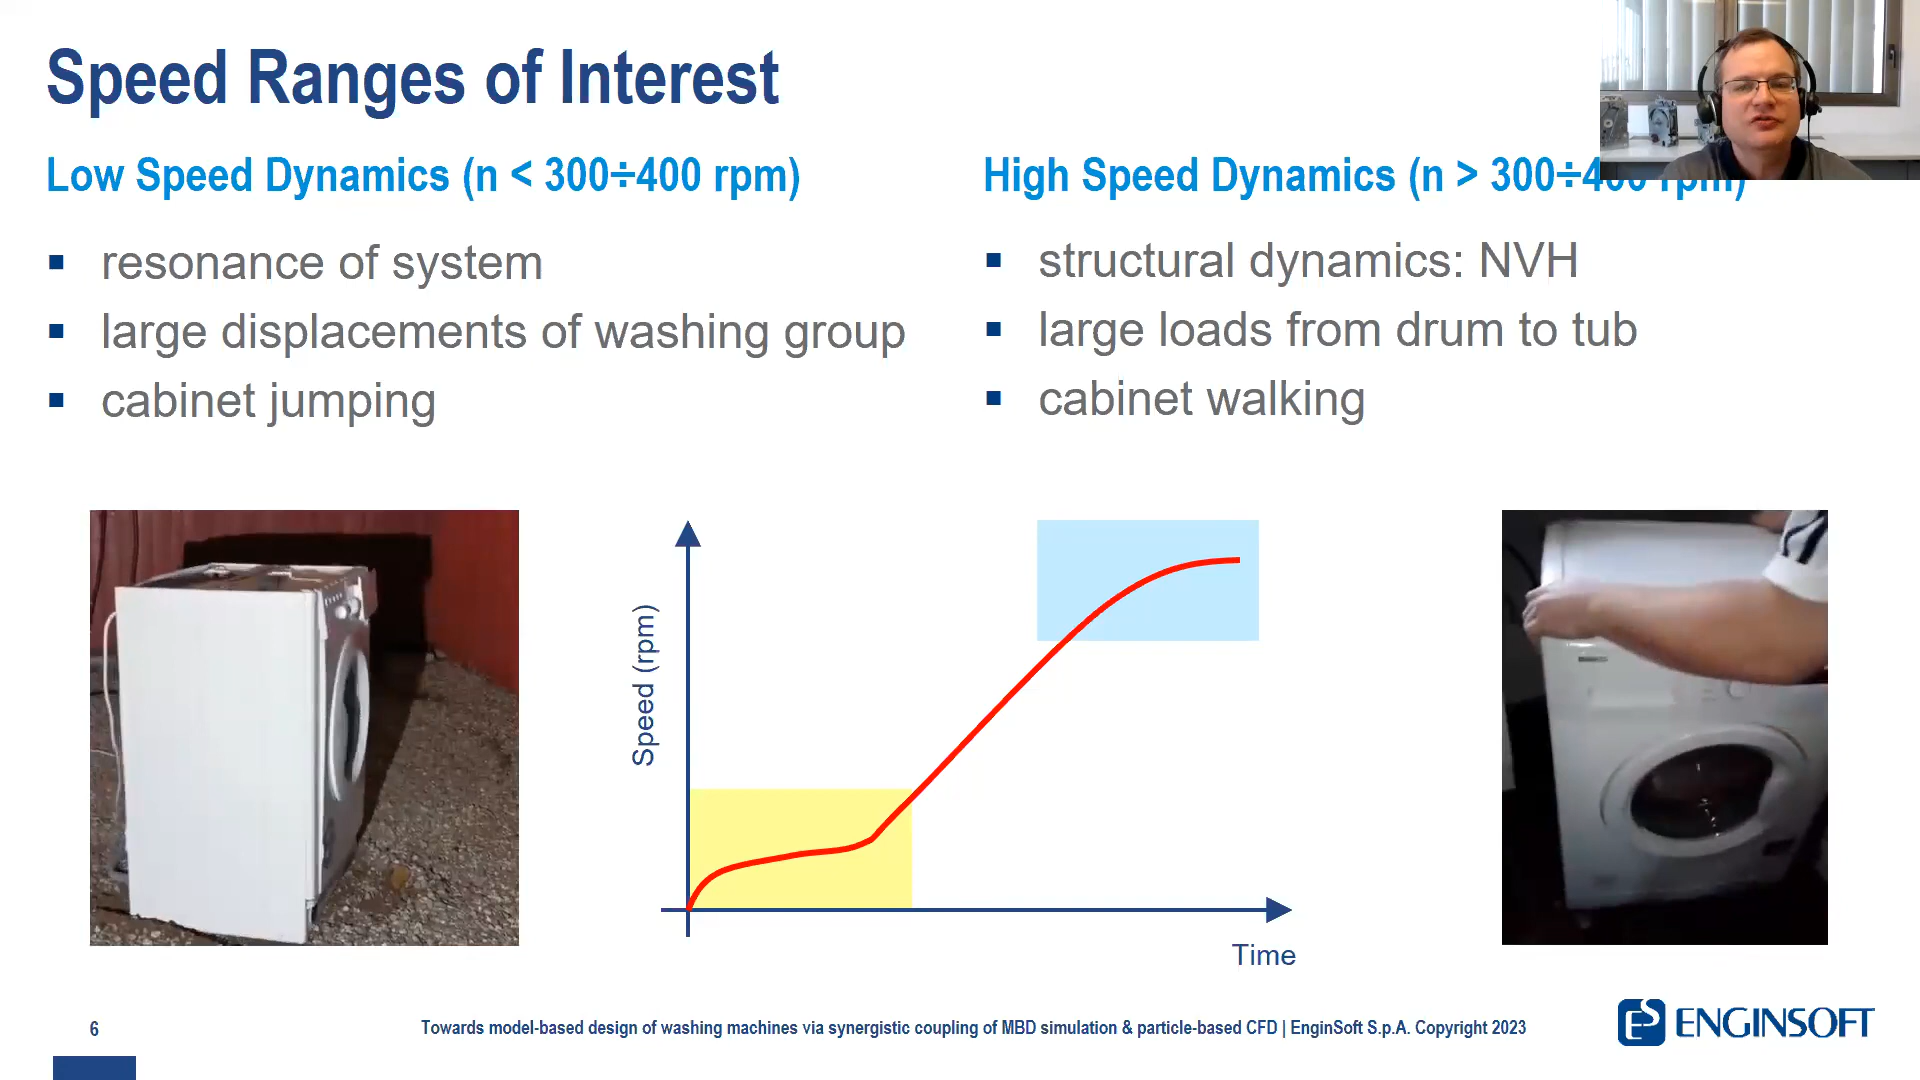 Speed Ranges of Interest
Low Speed Dynamics (n < 300÷400 rpm)
▪ resonance of system
▪ large displacements of washing group
▪ cabinet jumping
High Speed Dynamics (n > 300÷400 rpm)
▪ structural dynamics: NVH
▪ large loads from drum to tub
▪ cabinet walking
Speed (rpm)
Time
6
Towards model-based design of washing machines via synergistic coupling of MBD simulation & particle-based CFD | EnginSoft S.p.A. Copyright 2023
ES ENGINSOFT